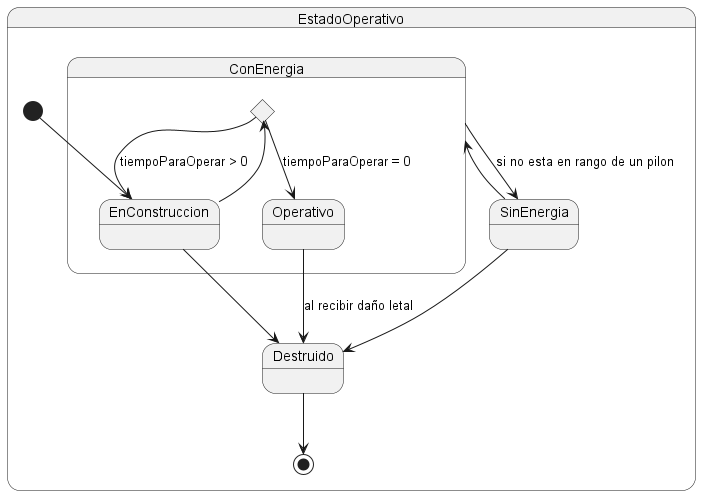 EstadoOperativo
ConEnergia
tiempoParaOperar > 0
tiempoParaOperar = 0
si no esta en rango de un pilon
EnConstruccion
Operativo
SinEnergia
al recibir daño letal
Destruido